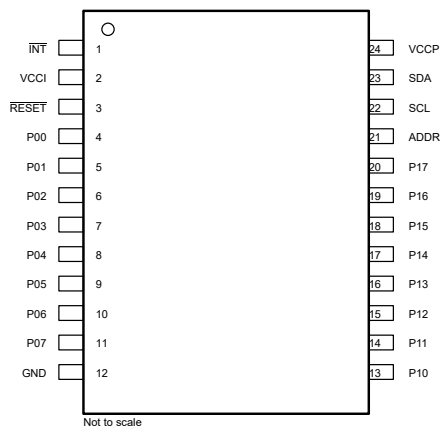 INT 1 24 VCCP
VCCI 2 23 SDA
RESET 3 22 SCL
P00 4 21 ADDR
P01 5 20 P17
P02 6 19 P16
P03 7 18 P15
P04 8 17 P14
P05 9 16 P13
P06 10 15 P12
P07 11 14 P11
GND 12 13 P10
Not to scale